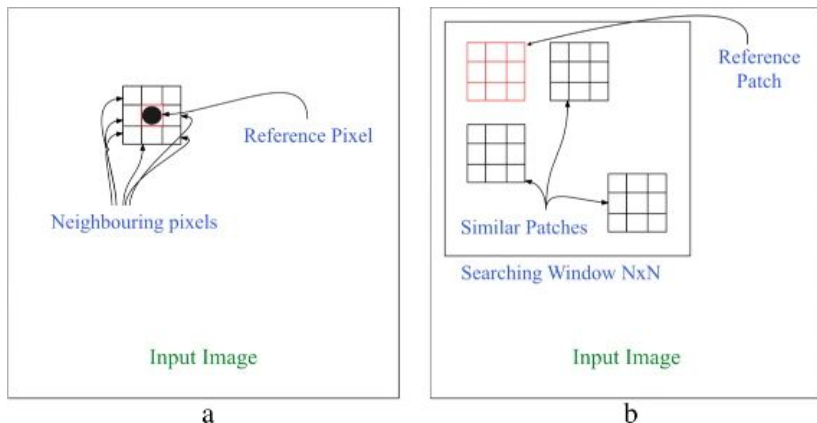 Reference Pixel
Neighbouring pixels
Input Image
a
Reference
Patch
Similar Patches
Searching Window NxN
Input Image
b